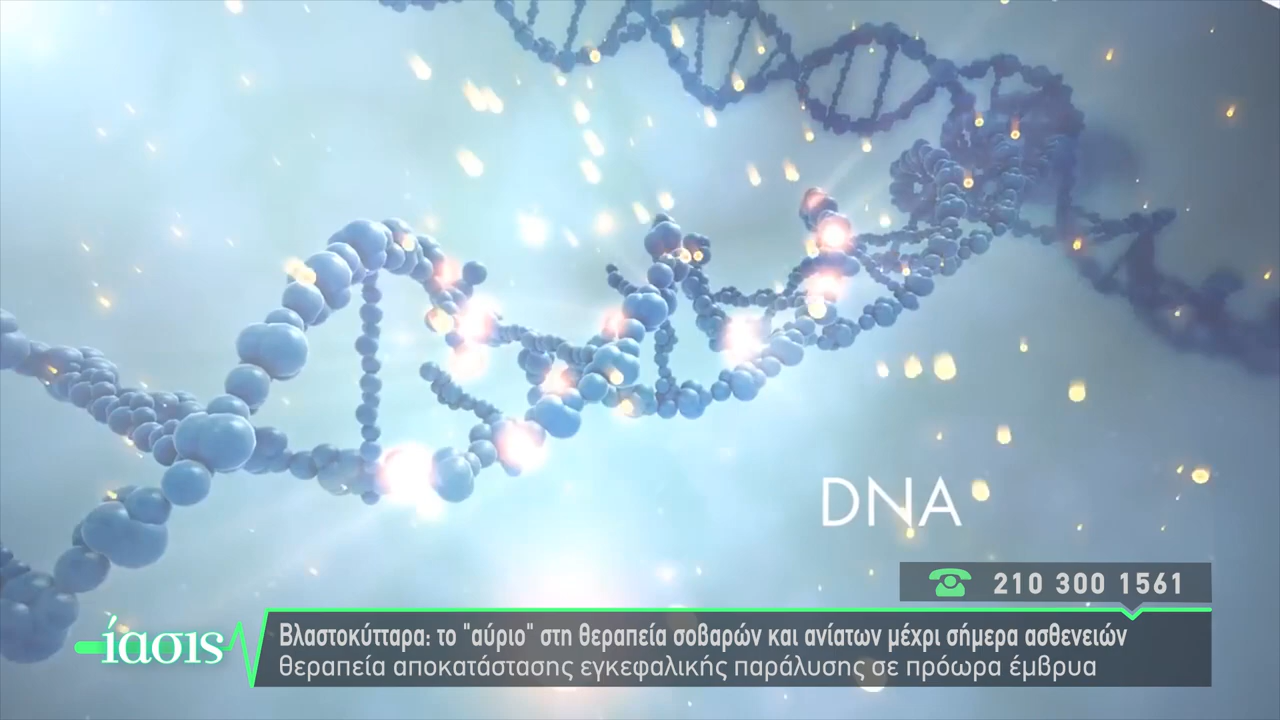 DNA
210 300 1561
ίασις
Βλαστοκύτταρα: το "αύριο" στη θεραπεία σοβαρών και ανίατων μέχρι σήμερα ασθενειών
θεραπεία αποκατάστασης εγκεφαλικής παράλυσης σε πρόωρα έμβρυα